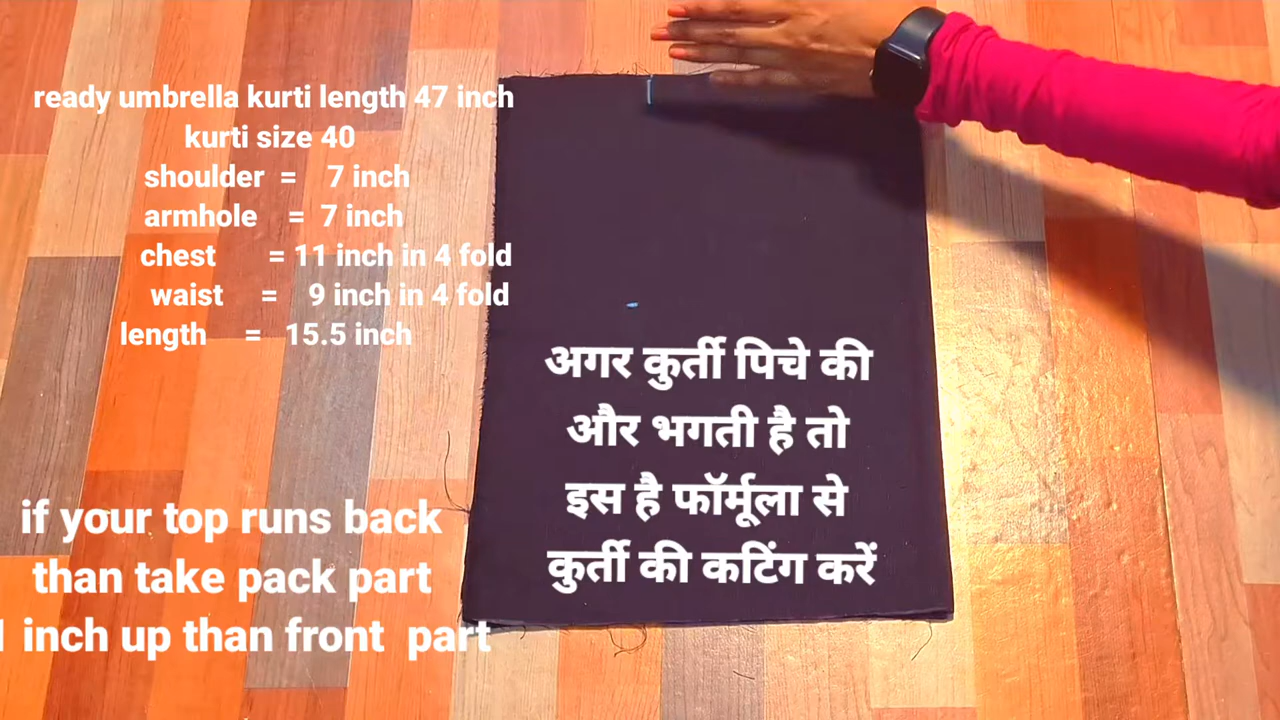 ready umbrella kurti length 47 inch
kurti size 40
shoulder = 7 inch
armhole = 7 inch
chest = 11 inch in 4 fold
waist = 9 inch in 4 fold
length = 15.5 inch
अगर कुर्ती पिचे की
और भगती है तो
इस है फॉर्मूला से
कुर्ती की कटिंग करें
if your top runs back
than take pack part
1 inch up than front part